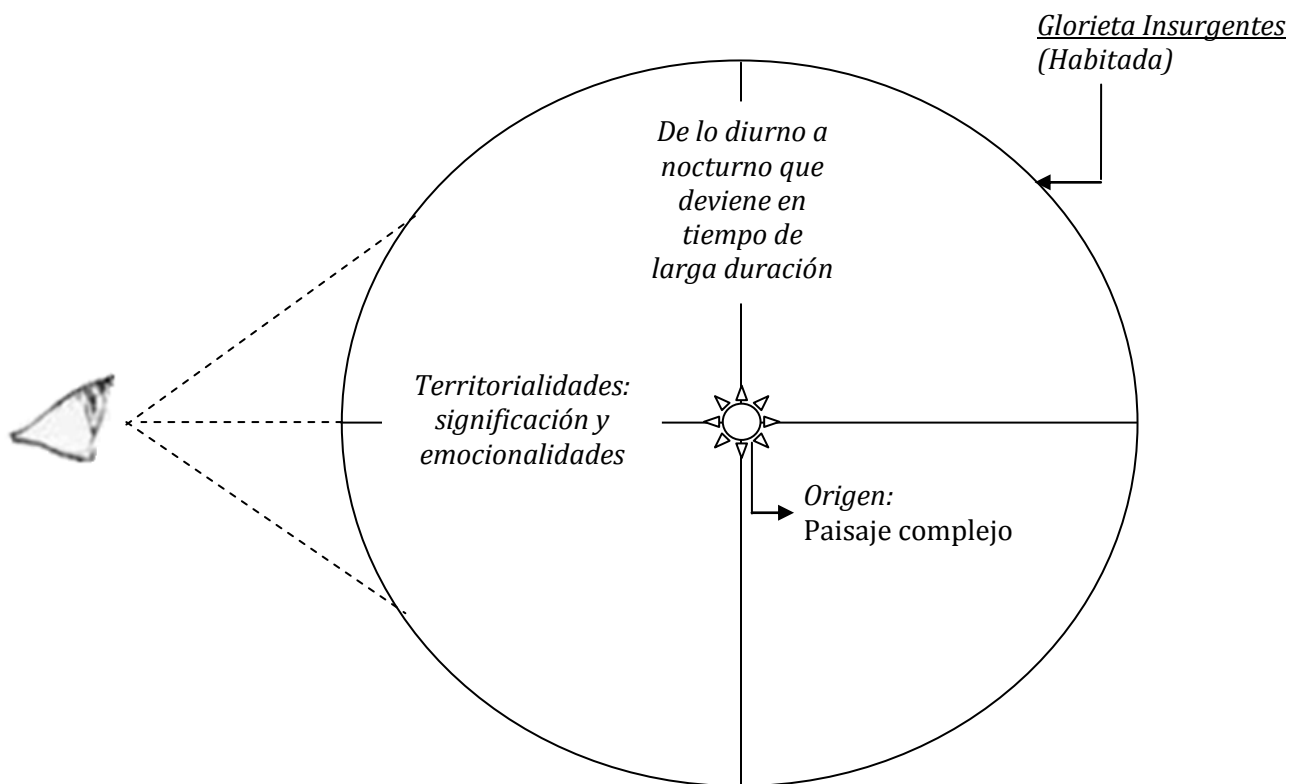 Glorieta Insurgentes
(Habitada)
De lo diurno a
nocturno que
deviene en
tiempo de
larga duración
Territorialidades:
significación y
emocionalidades
Origen:
Paisaje complejo